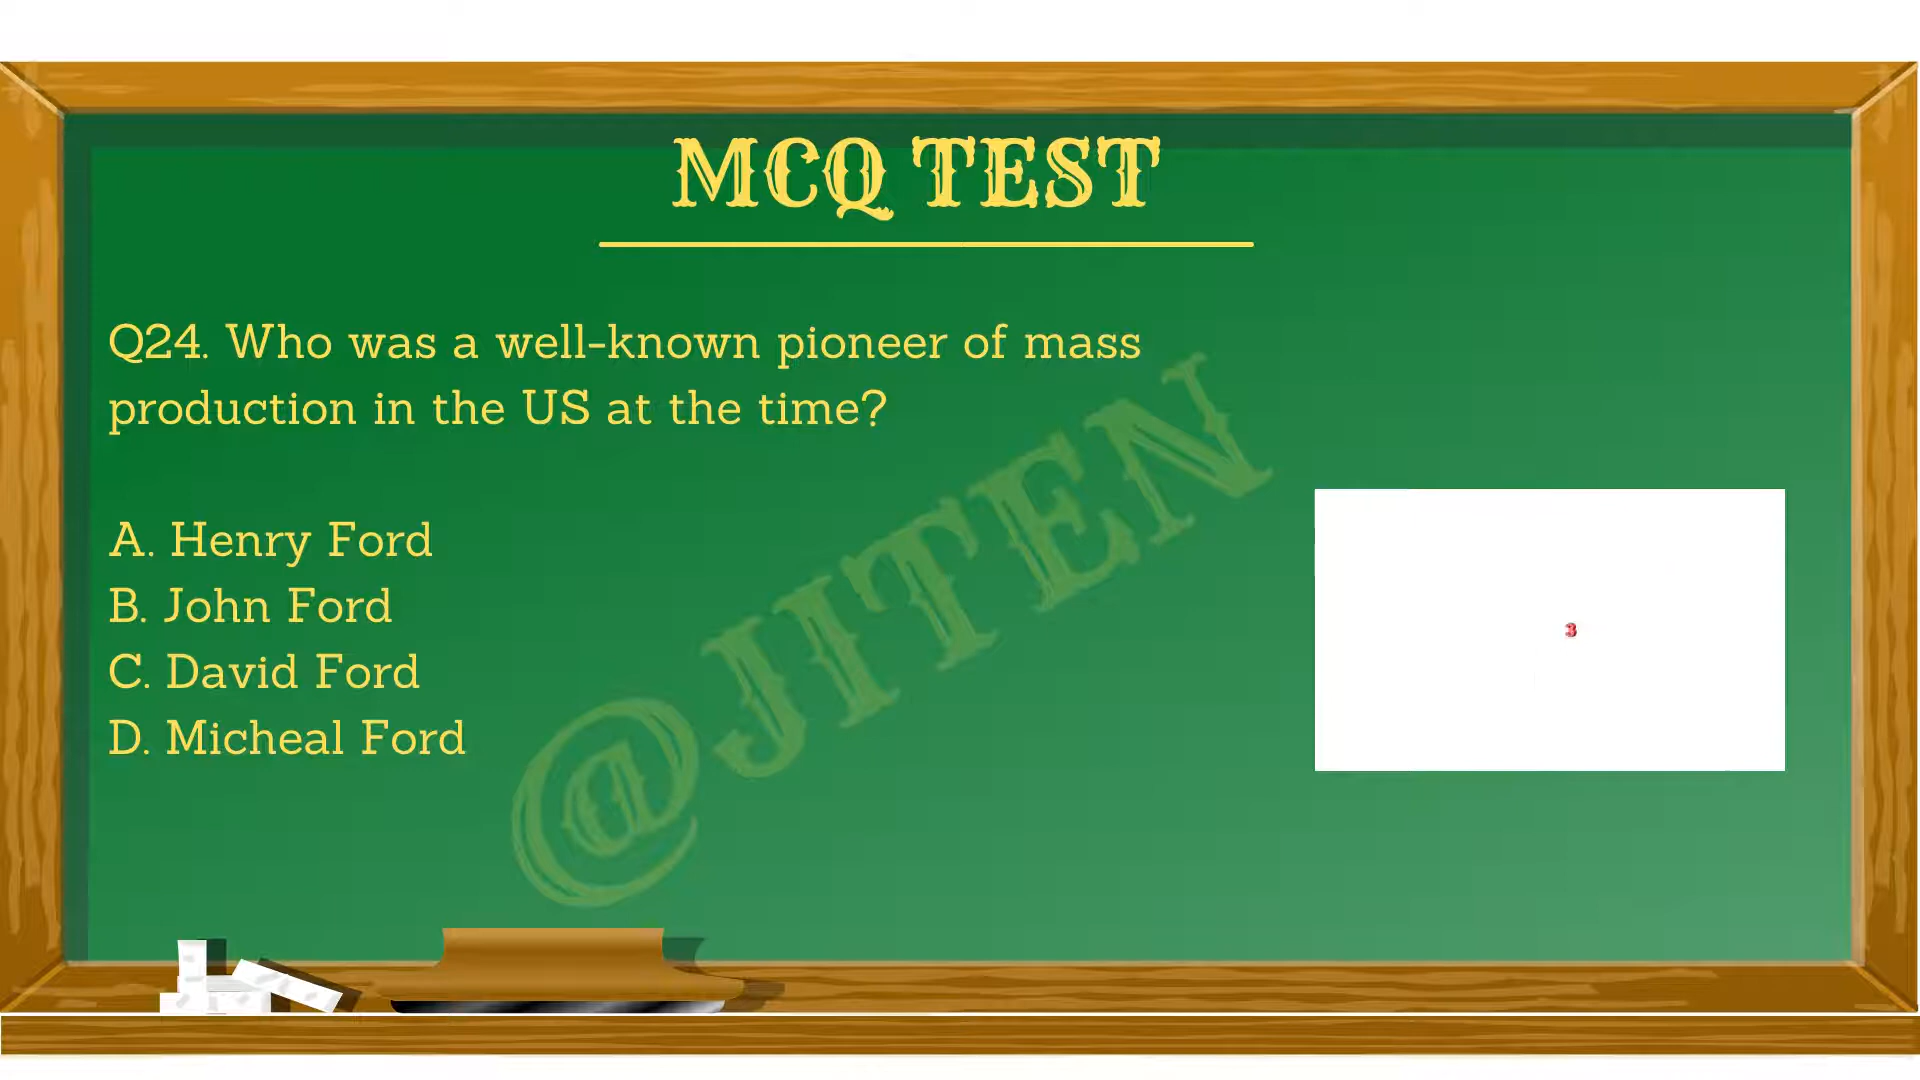 MCQ TEST
Q24. Who was a well-known pioneer of mass
production in the US at the time?
A. Henry Ford
B. John Ford
C. David Ford
D. Micheal Ford
@JITEN
3